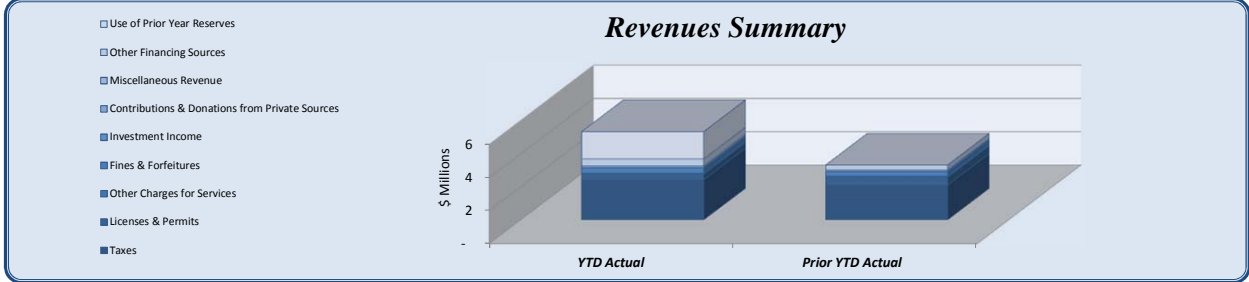 Revenues Summary
Use of Prior Year Reserves
Other Financing Sources
Miscellaneous Revenue
Contributions & Donations from Private Sources
Investment Income
Fines & Forfeitures
Other Charges for Services
Licenses & Permits
Taxes
$ Millions
6
4
2
-
YTD Actual
Prior YTD Actual